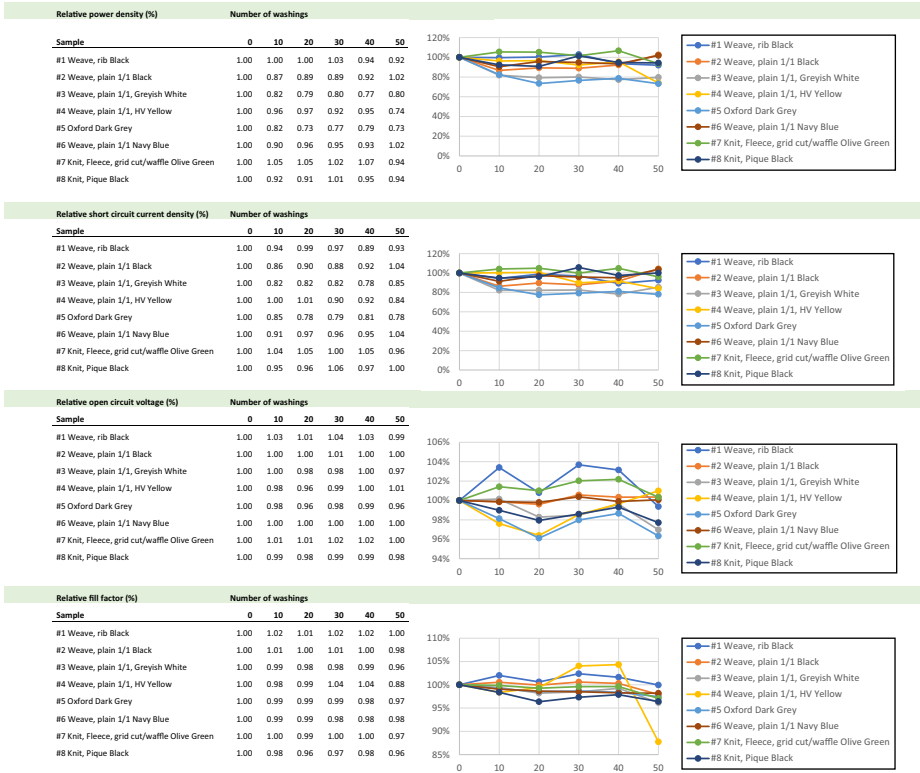 Relative power density (%) Number of washings
Sample 0 10 20 30 40 50
#1 Weave, rib Black 1.00 1.00 1.00 1.03 0.94 0.92
#2 Weave, plain 1/1 Black 1.00 0.87 0.89 0.89 0.92 1.02
#3 Weave, plain 1/1, Greyish White 1.00 0.82 0.79 0.80 0.77 0.80
#4 Weave, plain 1/1, HV Yellow 1.00 0.96 0.97 0.92 0.95 0.74
#5 Oxford Dark Grey 1.00 0.82 0.73 0.77 0.79 0.73
#6 Weave, plain 1/1 Navy Blue 1.00 0.90 0.96 0.95 0.93 1.02
#7 Knit, Fleece, grid cut/waffle Olive Green 1.00 1.05 1.05 1.02 1.07 0.94
#8 Knit, Pique Black 1.00 0.92 0.91 1.01 0.95 0.94
120%
100%
80%
60%
40%
20%
0%
0 10 20 30 40 50
#1 Weave, rib Black
#2 Weave, plain 1/1 Black
#3 Weave, plain 1/1, Greyish White
#4 Weave, plain 1/1, HV Yellow
#5 Oxford Dark Grey
#6 Weave, plain 1/1 Navy Blue
#7 Knit, Fleece, grid cut/waffle Olive Green
#8 Knit, Pique Black
Relative short circuit current density (%) Number of washings
Sample 0 10 20 30 40 50
#1 Weave, rib Black 1.00 0.94 0.99 0.97 0.89 0.93
#2 Weave, plain 1/1 Black 1.00 0.86 0.90 0.88 0.92 1.04
#3 Weave, plain 1/1, Greyish White 1.00 0.82 0.82 0.82 0.78 0.85
#4 Weave, plain 1/1, HV Yellow 1.00 1.00 1.01 0.90 0.92 0.84
#5 Oxford Dark Grey 1.00 0.85 0.78 0.79 0.81 0.78
#6 Weave, plain 1/1 Navy Blue 1.00 0.91 0.97 0.96 0.95 1.04
#7 Knit, Fleece, grid cut/waffle Olive Green 1.00 1.04 1.05 1.00 1.05 0.96
#8 Knit, Pique Black 1.00 0.95 0.96 1.06 0.97 1.00
120%
100%
80%
60%
40%
20%
0%
0 10 20 30 40 50
#1 Weave, rib Black
#2 Weave, plain 1/1 Black
#3 Weave, plain 1/1, Greyish White
#4 Weave, plain 1/1, HV Yellow
#5 Oxford Dark Grey
#6 Weave, plain 1/1 Navy Blue
#7 Knit, Fleece, grid cut/waffle Olive Green
#8 Knit, Pique Black
Relative open circuit voltage (%) Number of washings
Sample 0 10 20 30 40 50
#1 Weave, rib Black 1.00 1.03 1.01 1.04 1.03 0.99
#2 Weave, plain 1/1 Black 1.00 1.00 1.00 1.01 1.00 1.00
#3 Weave, plain 1/1, Greyish White 1.00 1.00 0.98 0.98 1.00 0.97
#4 Weave, plain 1/1, HV Yellow 1.00 0.98 0.96 0.99 1.00 1.01
#5 Oxford Dark Grey 1.00 0.98 0.96 0.98 0.99 0.96
#6 Weave, plain 1/1 Navy Blue 1.00 1.00 1.00 1.00 1.00 1.00
#7 Knit, Fleece, grid cut/waffle Olive Green 1.00 1.01 1.01 1.02 1.02 1.00
#8 Knit, Pique Black 1.00 0.99 0.98 0.99 0.99 0.98
106%
104%
102%
100%
98%
96%
94%
0 10 20 30 40 50
#1 Weave, rib Black
#2 Weave, plain 1/1 Black
#3 Weave, plain 1/1, Greyish White
#4 Weave, plain 1/1, HV Yellow
#5 Oxford Dark Grey
#6 Weave, plain 1/1 Navy Blue
#7 Knit, Fleece, grid cut/waffle Olive Green
#8 Knit, Pique Black
Relative fill factor (%) Number of washings
Sample 0 10 20 30 40 50
#1 Weave, rib Black 1.00 1.02 1.01 1.02 1.02 1.00
#2 Weave, plain 1/1 Black 1.00 1.01 1.00 1.01 1.00 0.98
#3 Weave, plain 1/1, Greyish White 1.00 0.99 0.98 0.98 0.99 0.96
#4 Weave, plain 1/1, HV Yellow 1.00 0.98 0.99 1.04 1.04 0.88
#5 Oxford Dark Grey 1.00 0.99 0.99 0.99 0.98 0.97
#6 Weave, plain 1/1 Navy Blue 1.00 0.99 0.99 0.98 0.98 0.98
#7 Knit, Fleece, grid cut/waffle Olive Green 1.00 1.00 0.99 1.00 1.00 0.97
#8 Knit, Pique Black 1.00 0.98 0.96 0.97 0.98 0.96
110%
105%
100%
95%
90%
85%
0 10 20 30 40 50
#1 Weave, rib Black
#2 Weave, plain 1/1 Black
#3 Weave, plain 1/1, Greyish White
#4 Weave, plain 1/1, HV Yellow
#5 Oxford Dark Grey
#6 Weave, plain 1/1 Navy Blue
#7 Knit, Fleece, grid cut/waffle Olive Green
#8 Knit, Pique Black